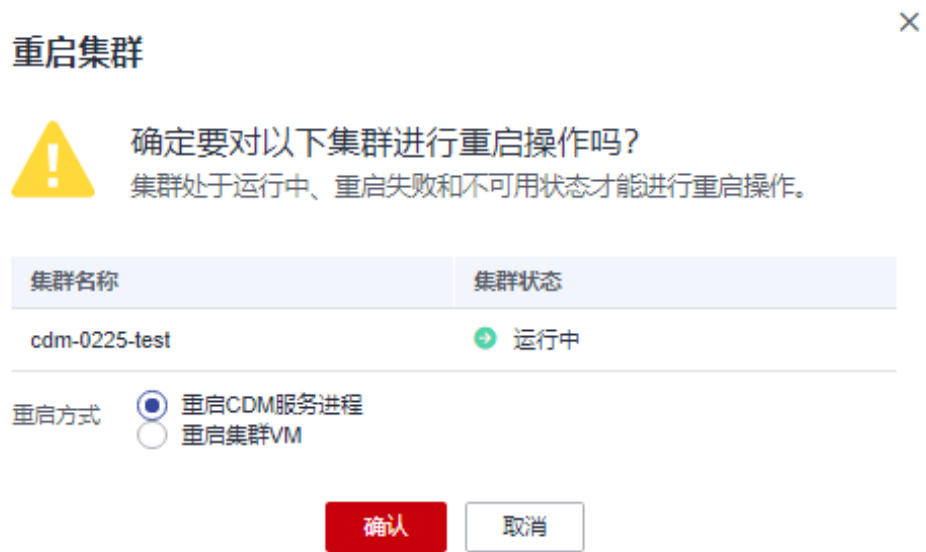 重启集群
确定要对以下集群进行重启操作吗？
集群处于运行中、重启失败和不可用状态才能进行重启操作。
集群名称 集群状态
cdm-0225-test 运行中
重启方式 重启CDM服务进程
重启集群VM
确认 取消